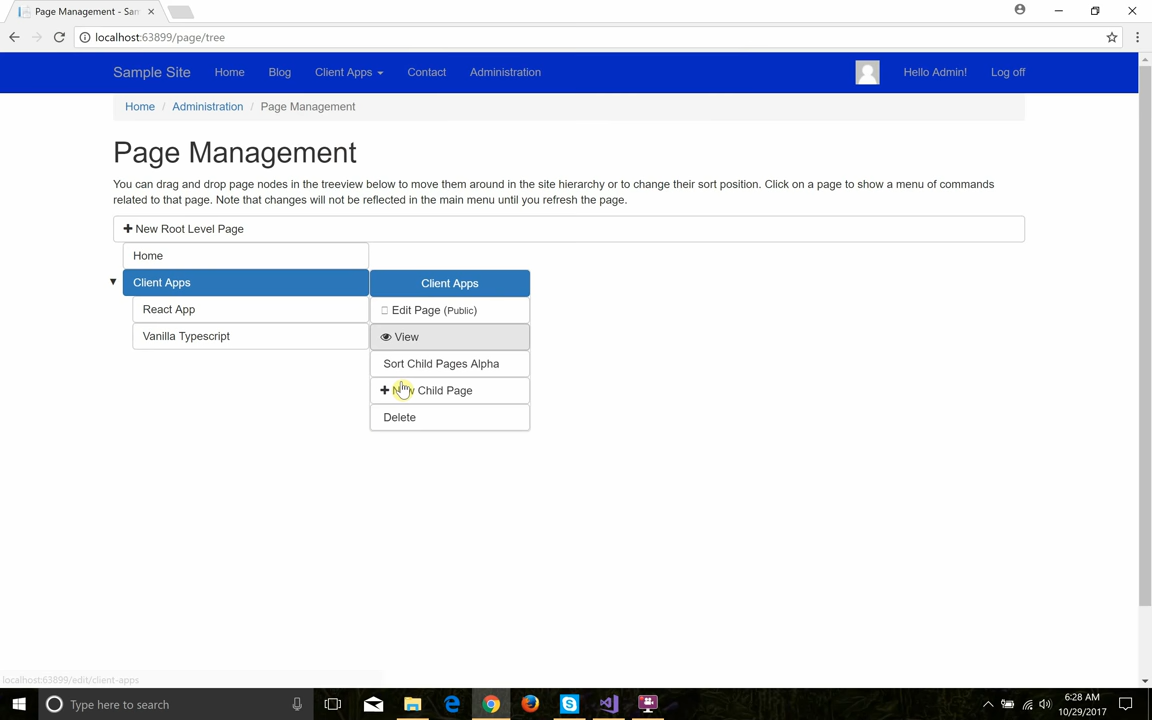 Page Management - San
localhost:63899/page/tree
Sample Site Home Blog Client Apps Contact Administration Hello Admin! Log off
Home / Administration / Page Management
Page Management
You can drag and drop page nodes in the treeview below to move them around in the site hierarchy or to change their sort position. Click on a page to show a menu of commands
related to that page. Note that changes will not be reflected in the main menu until you refresh the page.
New Root Level Page
Home
Client Apps
Client Apps
React App
Edit Page (Public)
Vanilla Typescript
View
Sort Child Pages Alpha
New Child Page
Delete
localhost:63899/edit/client-apps
Type here to search
6:28 AM
10/29/2017